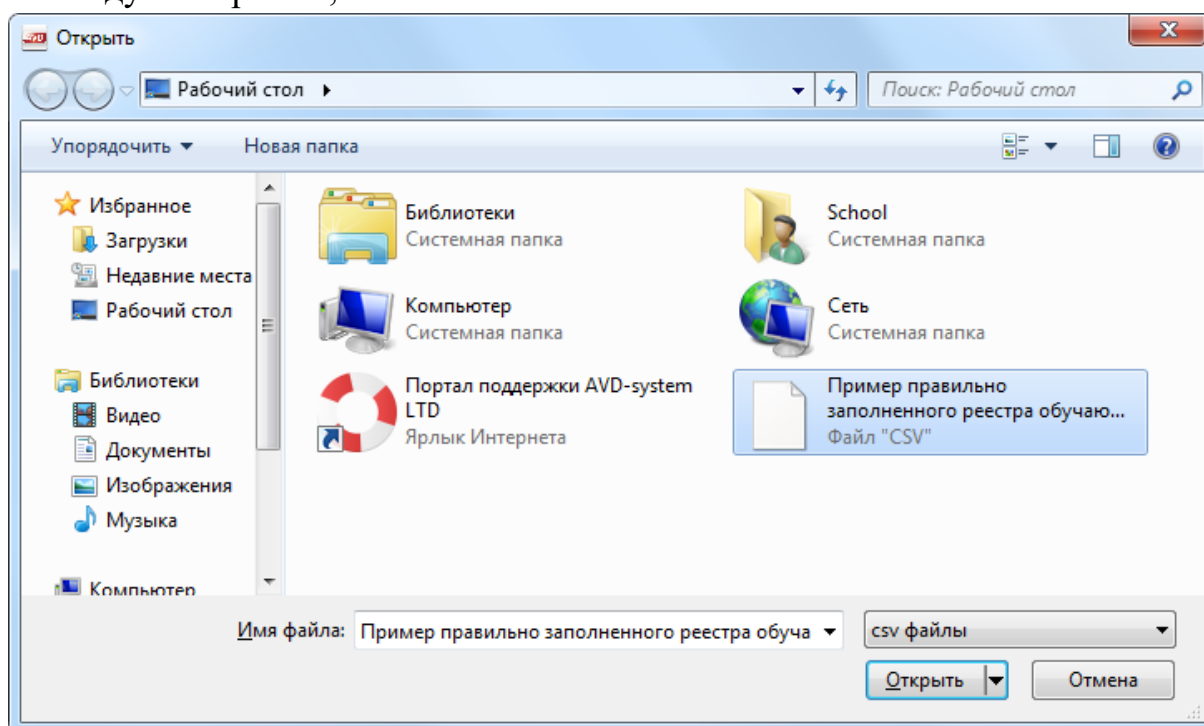 Открыть
Рабочий стол
Поиск: Рабочий стол
Упорядочить
Новая папка
Избранное
Загрузки
Недавние места
Рабочий стол
Библиотеки
Видео
Документы
Изображения
Музыка
Компьютер
Библиотеки
Системная папка
School
Системная папка
Компьютер
Системная папка
Сеть
Системная папка
Портал поддержки AVD-system
LTD
Ярлык Интернета
Пример правильно
заполненного реестра обучаю...
Файл "CSV"
Имя файла: Пример правильно заполненного реестра обуча
csv файлы
Открыть
Отмена